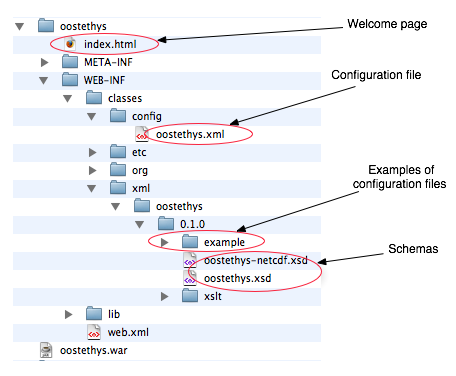 oostethys
Welcome page
index.html
META-INF
WEB-INF
Configuration file
classes
config
oostethys.xml
etc
org
Examples of
configuration files
xml
oostethys
0.1.0
example
Schemas
oostethys-netcdf.xsd
oostethys.xsd
xslt
lib
web.xml
oostethys.war